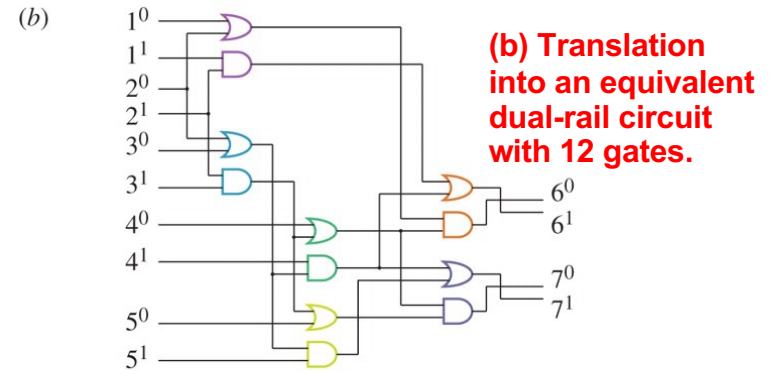 (b)
1⁰
1¹
2⁰
2¹
3⁰
3¹
4⁰
4¹
5⁰
5¹
(b) Translation
into an equivalent
dual-rail circuit
with 12 gates.
6⁰
6¹
7⁰
7¹